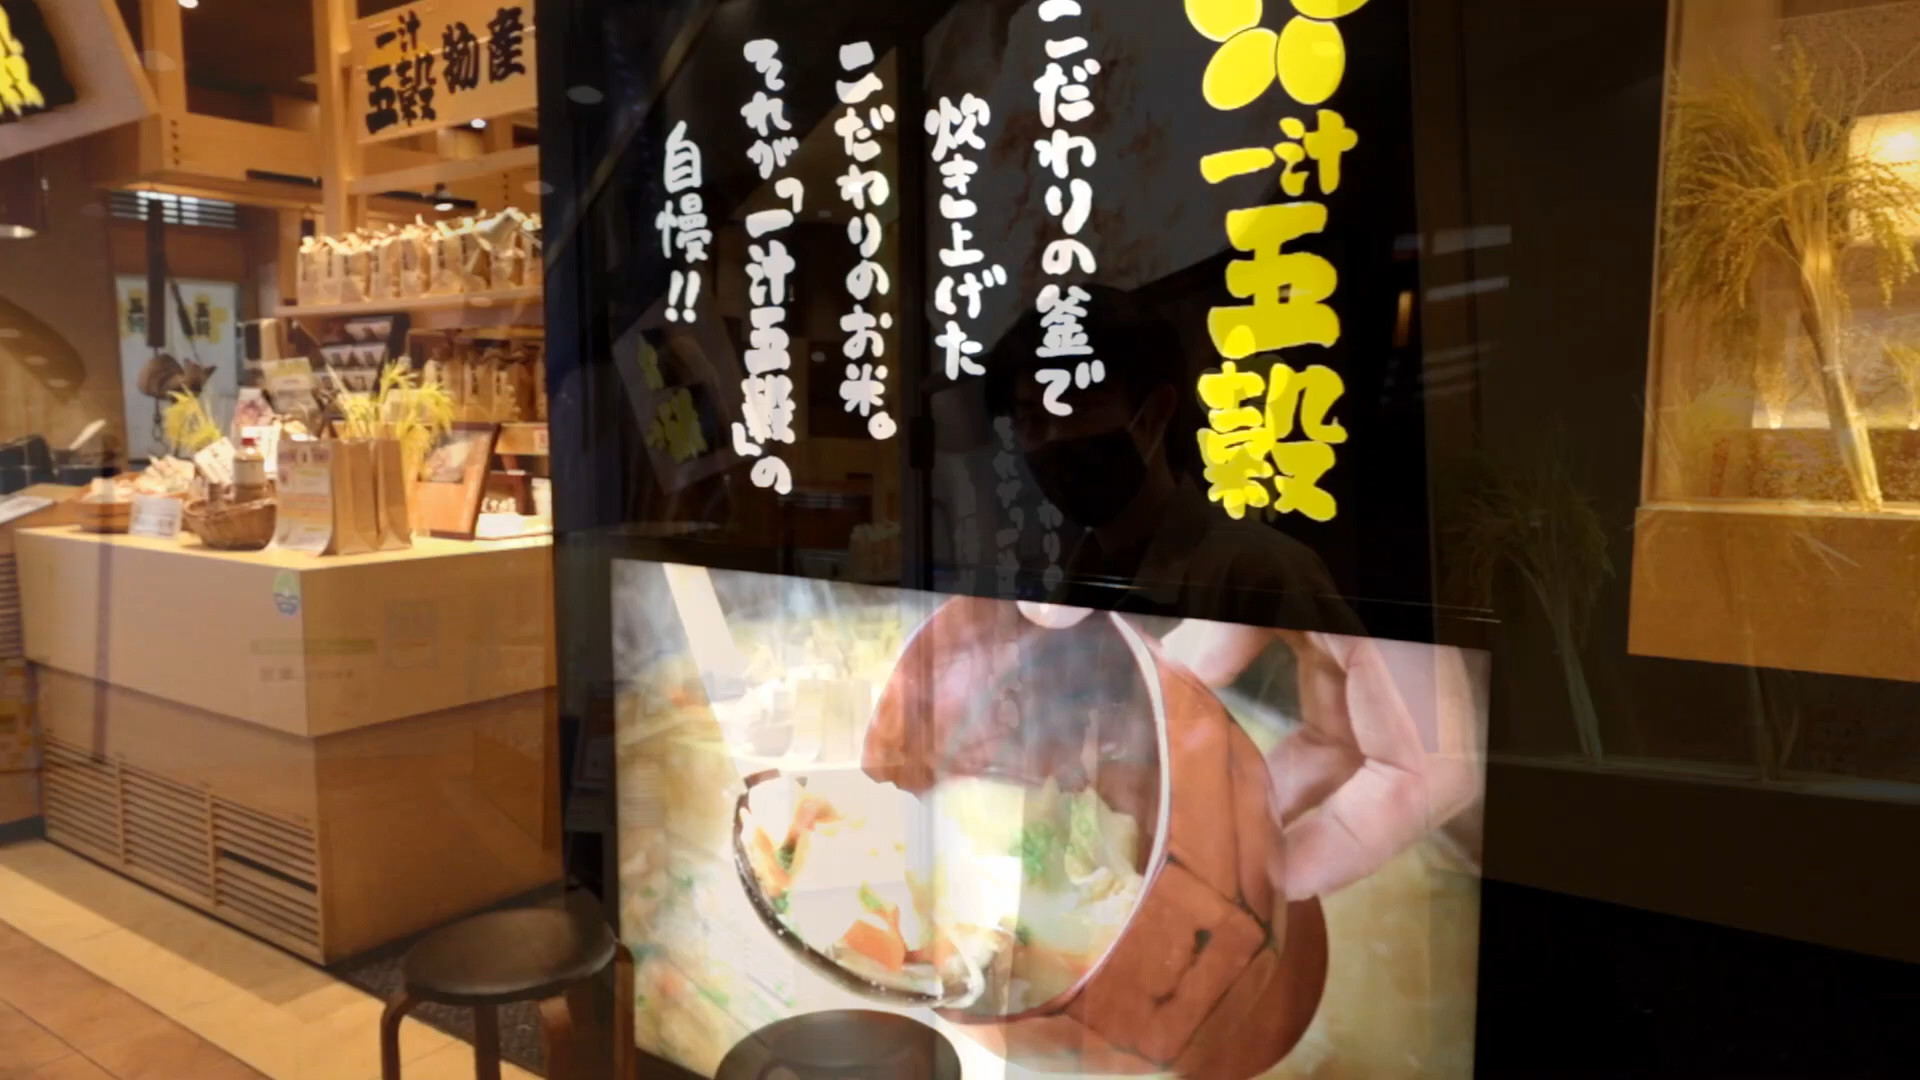 一汁
五穀
物産
一汁
五穀
こだわりの釜で
炊き上げた
こだわりのお米。
それが「一汁五穀」の
自慢!!